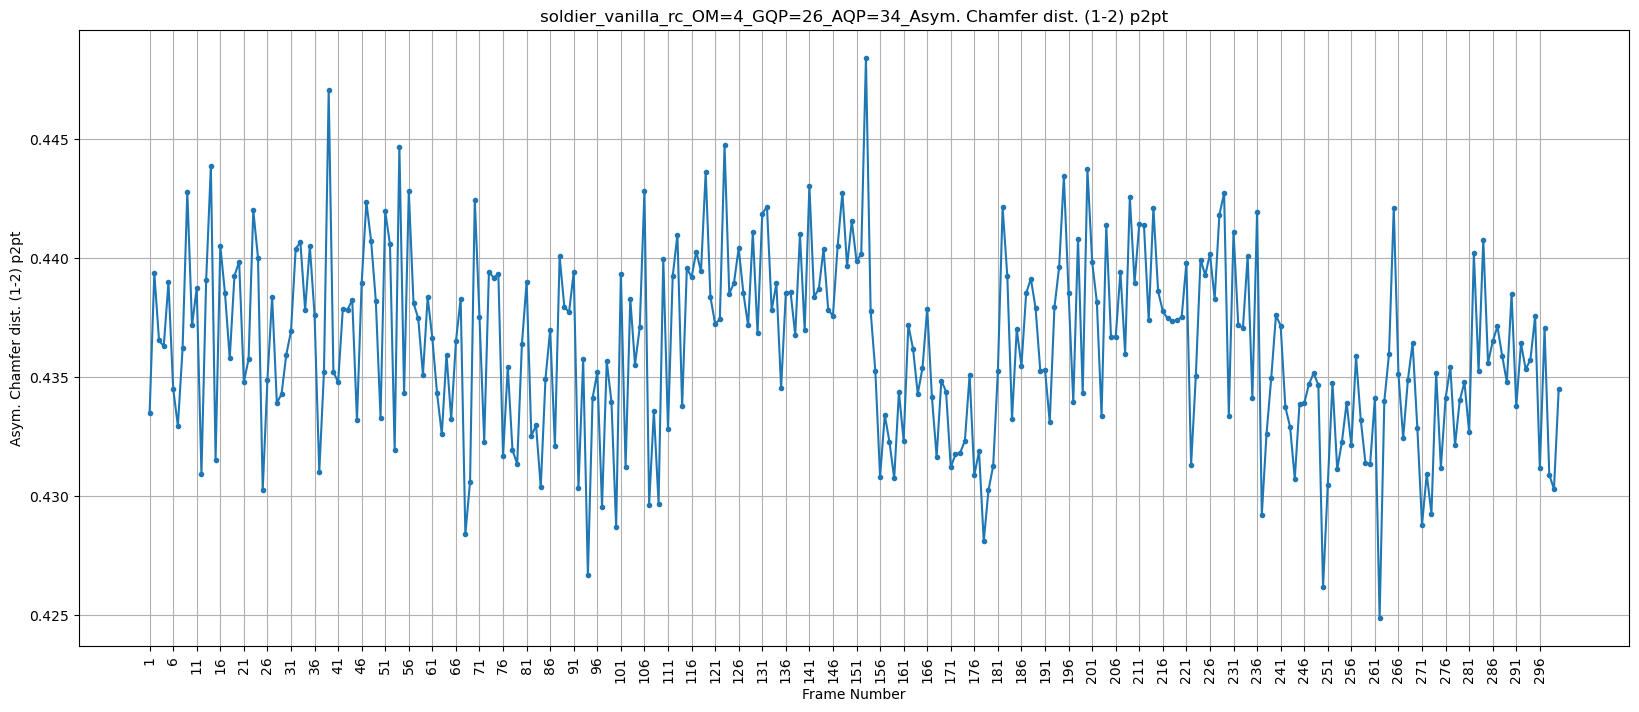 soldier_vanilla_rc_OM=4_GQP=26_AQP=34_Asym. Chamfer dist. (1-2) p2pt
Asym. Chamfer dist. (1-2) p2pt
0.445
0.440
0.435
0.430
0.425
1 6 11 16 21 26 31 36 41 46 51 56 61 66 71 76 81 86 91 96 101 106 111 116 121 126 131 136 141 146 151 156 161 166 171 176 181 186 191 196 201 206 211 216 221 226 231 236 241 246 251 256 261 266 271 276 281 286 291 296
Frame Number